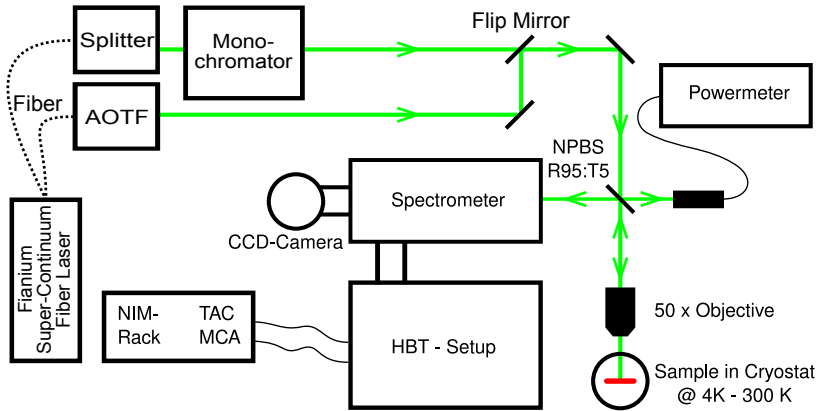 Splitter
Mono-
chromator
Flip Mirror
Fiber
AOTF
Powermeter
NPBS
R95:T5
Spectrometer
CCD-Camera
Fianium
Super-Continuum
Fiber Laser
NIM-
Rack
TAC
MCA
HBT - Setup
50 x Objective
Sample in Cryostat
@ 4K - 300 K